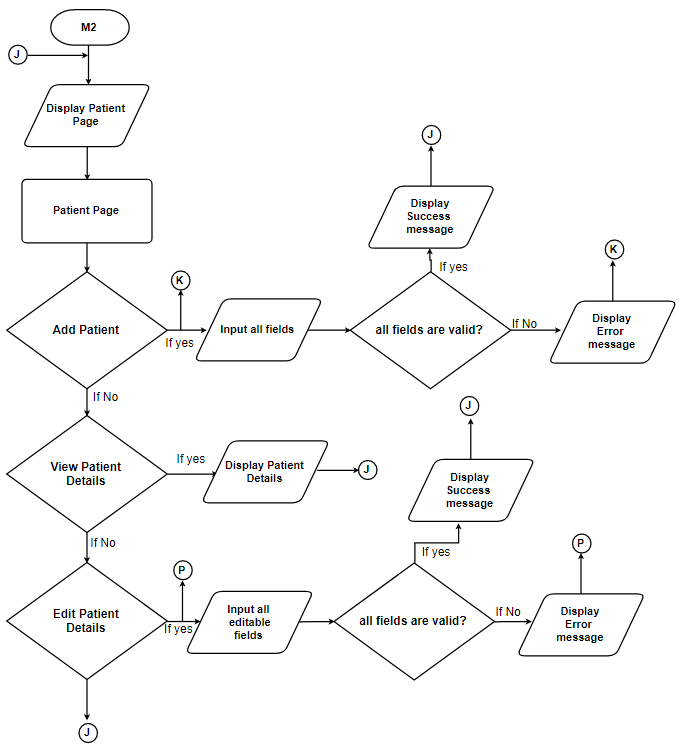 M2
J
Display Patient
Page
Patient Page
Add Patient
If yes
K
Input all fields
all fields are valid?
If yes
Display
Success
message
J
If No
Display
Error
message
K
If No
View Patient
Details
If yes
Display Patient
Details
J
If No
Edit Patient
Details
If yes
P
Input all
editable
fields
all fields are valid?
If yes
Display
Success
message
J
If No
Display
Error
message
P
J